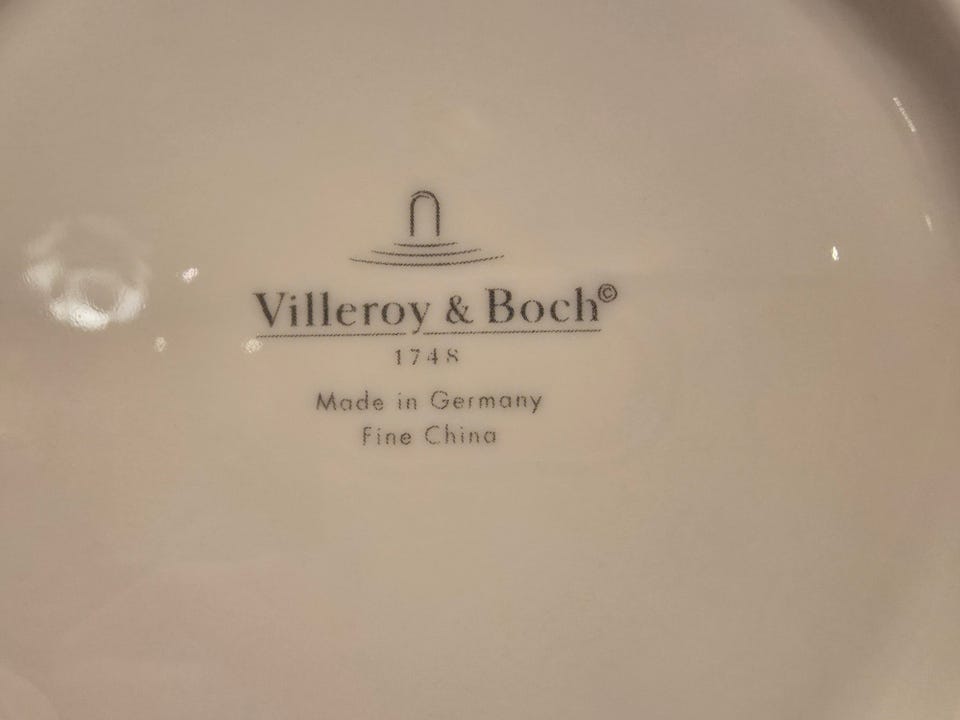 Villeroy & Boch©
1748
Made in Germany
Fine China